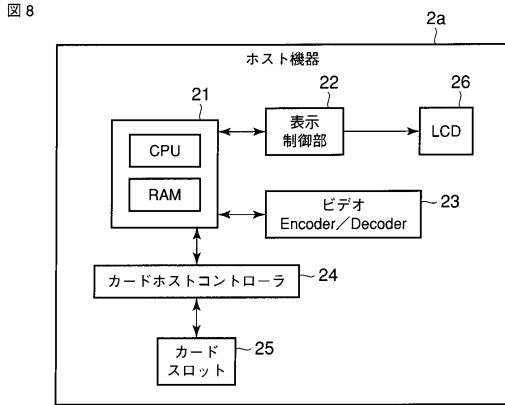 図 8
2a
ホスト機器
21
22
26
CPU
RAM
表示
制御部
LCD
ビデオ
Encoder／Decoder
23
カードホストコントローラ
24
カード
スロット
25